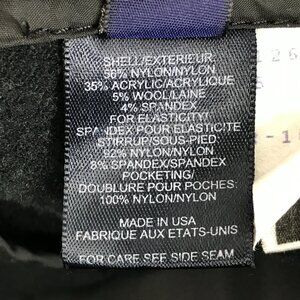 SHELL/EXTERIEUR
56% NYLON/NYLON
35% ACRYLIC/ACRYLIQUE
5% WOOL/LAINE
4% SPANDEX
FOR ELASTICITY/
SPANDEX POUR ELASTICITE
STIRRUP/SOUS-PIED
92% NYLON/NYLON
8% SPANDEX/SPANDEX
POCKETING/
DOUBLURE POUR POCHES:
100% NYLON/NYLON
MADE IN USA
FABRIQUE AUX ETATS-UNIS
FOR CARE SEE SIDE SEAM